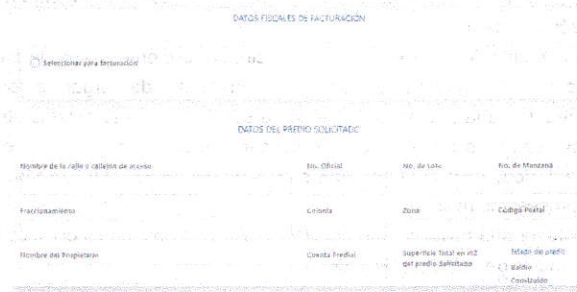 DATOS FISCALES DE FACTURACIÓN
Seleccionar para facturación
DATOS DEL PREDIO SOLICITADO
Nombre de la calle o callejón de acceso
No. Oficial
No. de Lote
No. de Manzana
Fraccionamiento
Colonia
Zona
Código Postal
Nombre del Propietario
Cuenta Predial
Superficie Total en m2
del predio Solicitado
Estado del predio
Baldío
Construido